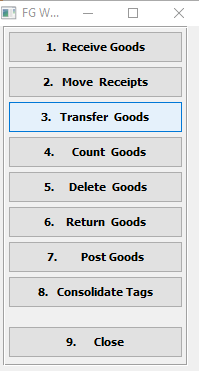 FG W...
1. Receive Goods
2. Move Receipts
3. Transfer Goods
4. Count Goods
5. Delete Goods
6. Return Goods
7. Post Goods
8. Consolidate Tags
9. Close